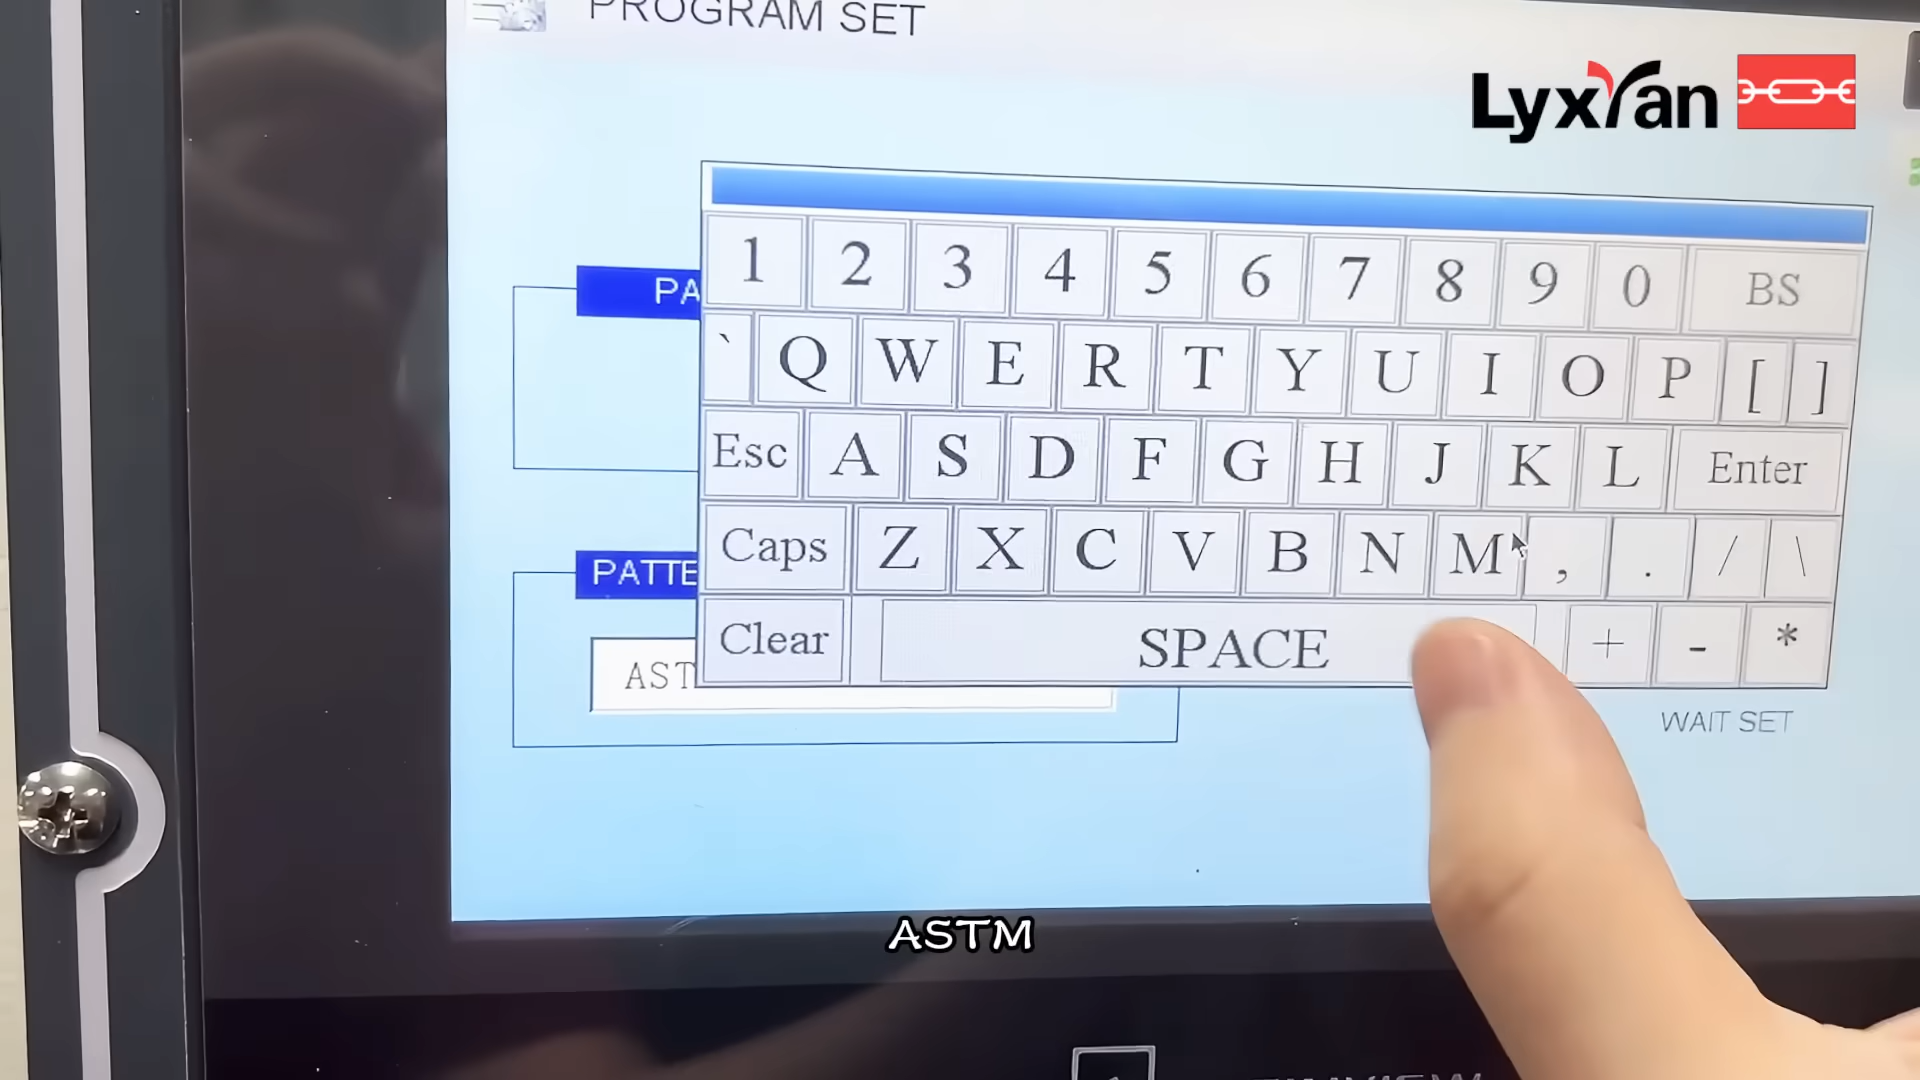 PROGRAM SET
Lyxyan
PA
1 2 3 4 5 6 7 8 9 0 BS
` Q W E R T Y U I O P [ ]
Esc A S D F G H J K L Enter
Caps Z X C V B N M , . / \
Clear SPACE + - *
PATTE
AST
WAIT SET
ASTM